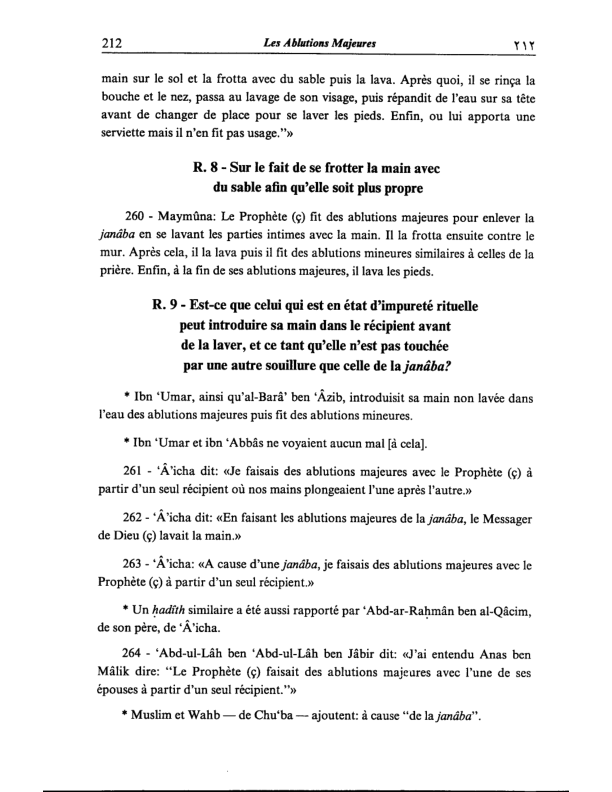 212 Les Ablutions Majeures ٢١٢
main sur le sol et la frotta avec du sable puis la lava. Après quoi, il se rinça la
bouche et le nez, passa au lavage de son visage, puis répandit de l'eau sur sa tête
avant de changer de place pour se laver les pieds. Enfin, ou lui apporta une
serviette mais il n'en fit pas usage."»
R. 8 - Sur le fait de se frotter la main avec
du sable afin qu'elle soit plus propre
260 - Maymûna: Le Prophète (ç) fit des ablutions majeures pour enlever la
janâba en se lavant les parties intimes avec la main. Il la frotta ensuite contre le
mur. Après cela, il la lava puis il fit des ablutions mineures similaires à celles de la
prière. Enfin, à la fin de ses ablutions majeures, il lava les pieds.
R. 9 - Est-ce que celui qui est en état d'impureté rituelle
peut introduire sa main dans le récipient avant
de la laver, et ce tant qu'elle n'est pas touchée
par une autre souillure que celle de la janâba?
* Ibn ‘Umar, ainsi qu'al-Barâ' ben ‘Âzib, introduisit sa main non lavée dans
l'eau des ablutions majeures puis fit des ablutions mineures.
* Ibn ‘Umar et ibn ‘Abbâs ne voyaient aucun mal [à cela].
261 - ‘Â'icha dit: «Je faisais des ablutions majeures avec le Prophète (ç) à
partir d'un seul récipient où nos mains plongeaient l'une après l'autre.»
262 - ‘Â'icha dit: «En faisant les ablutions majeures de la janâba, le Messager
de Dieu (ç) lavait la main.»
263 - ‘Â'icha: «A cause d'une janâba, je faisais des ablutions majeures avec le
Prophète (ç) à partir d'un seul récipient.»
* Un ḥadîth similaire a été aussi rapporté par ‘Abd-ar-Raḥmân ben al-Qâcim,
de son père, de ‘Â'icha.
264 - ‘Abd-ul-Lâh ben ‘Abd-ul-Lâh ben Jâbir dit: «J'ai entendu Anas ben
Mâlik dire: "Le Prophète (ç) faisait des ablutions majeures avec l'une de ses
épouses à partir d'un seul récipient."»
* Muslim et Wahb — de Chu‘ba — ajoutent: à cause "de la janâba".